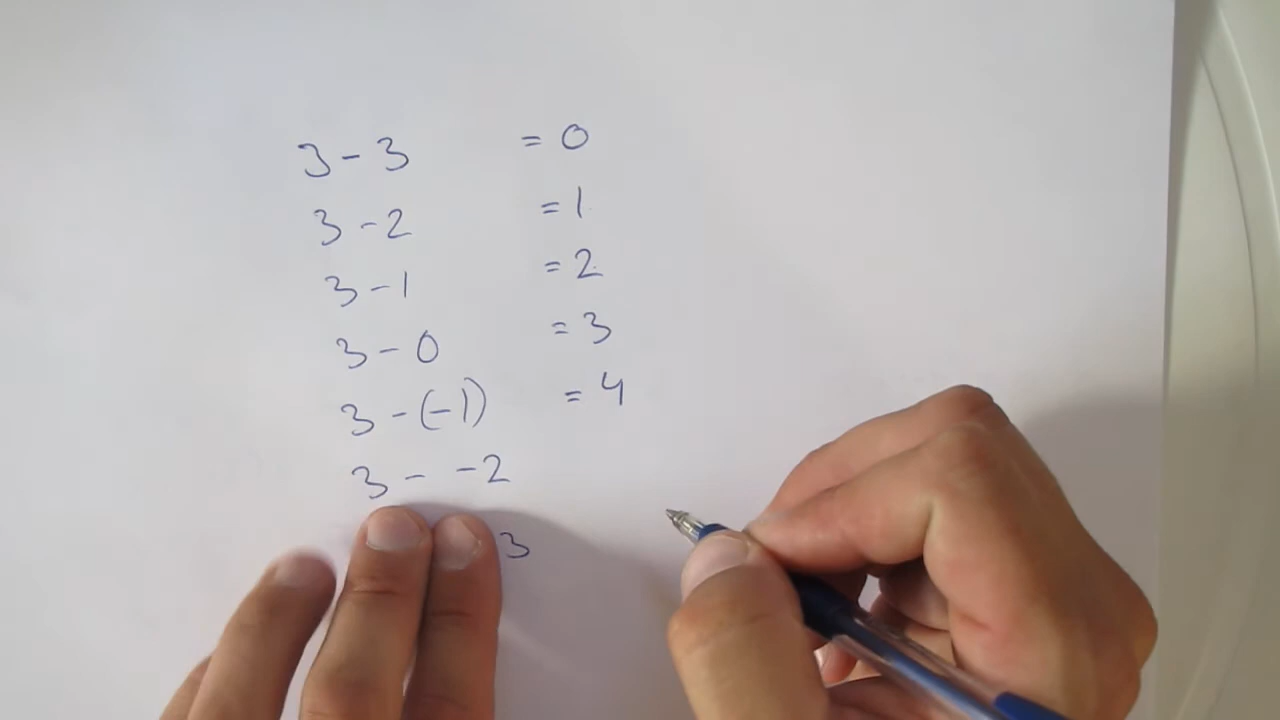 3 - 3 = 0
3 - 2 = 1
3 - 1 = 2
3 - 0 = 3
3 - (-1) = 4
3 - -2
3